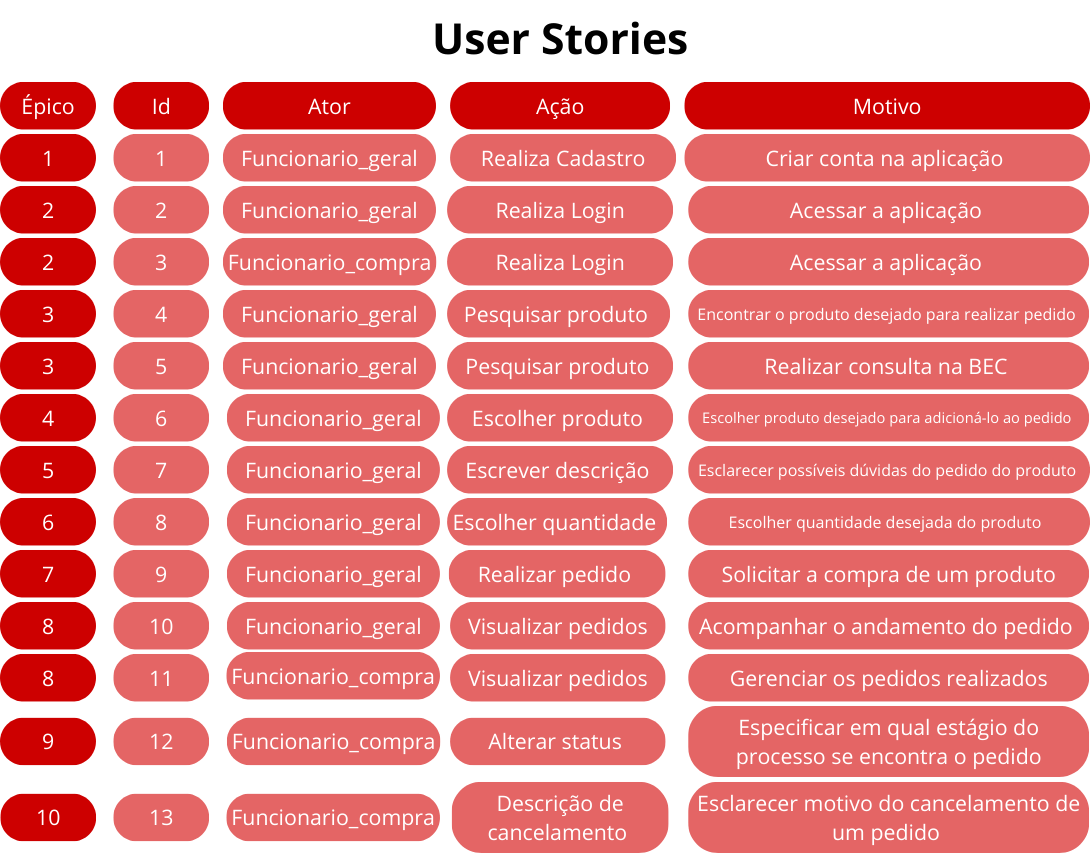 User Stories
Épico Id Ator Ação Motivo
1 1 Funcionario_geral Realiza Cadastro Criar conta na aplicação
2 2 Funcionario_geral Realiza Login Acessar a aplicação
2 3 Funcionario_compra Realiza Login Acessar a aplicação
3 4 Funcionario_geral Pesquisar produto Encontrar o produto desejado para realizar pedido
3 5 Funcionario_geral Pesquisar produto Realizar consulta na BEC
4 6 Funcionario_geral Escolher produto Escolher produto desejado para adicioná-lo ao pedido
5 7 Funcionario_geral Escrever descrição Esclarecer possíveis dúvidas do pedido do produto
6 8 Funcionario_geral Escolher quantidade Escolher quantidade desejada do produto
7 9 Funcionario_geral Realizar pedido Solicitar a compra de um produto
8 10 Funcionario_geral Visualizar pedidos Acompanhar o andamento do pedido
8 11 Funcionario_compra Visualizar pedidos Gerenciar os pedidos realizados
9 12 Funcionario_compra Alterar status Especificar em qual estágio do
processo se encontra o pedido
10 13 Funcionario_compra Descrição de
cancelamento
Esclarecer motivo do cancelamento de
um pedido